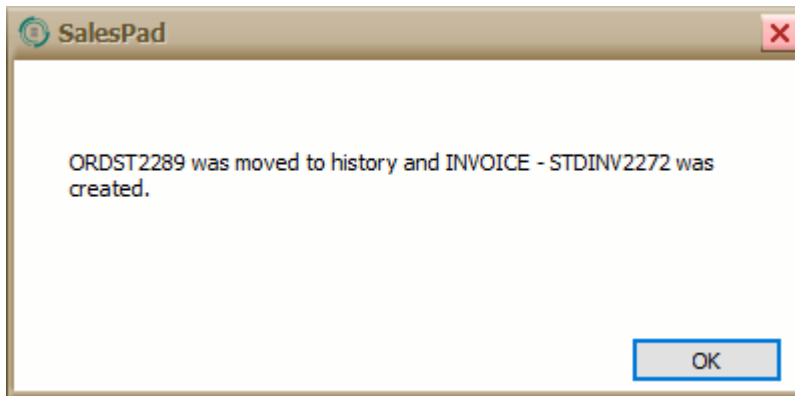 SalesPad
ORDST2289 was moved to history and INVOICE - STDINV2272 was
created.
OK